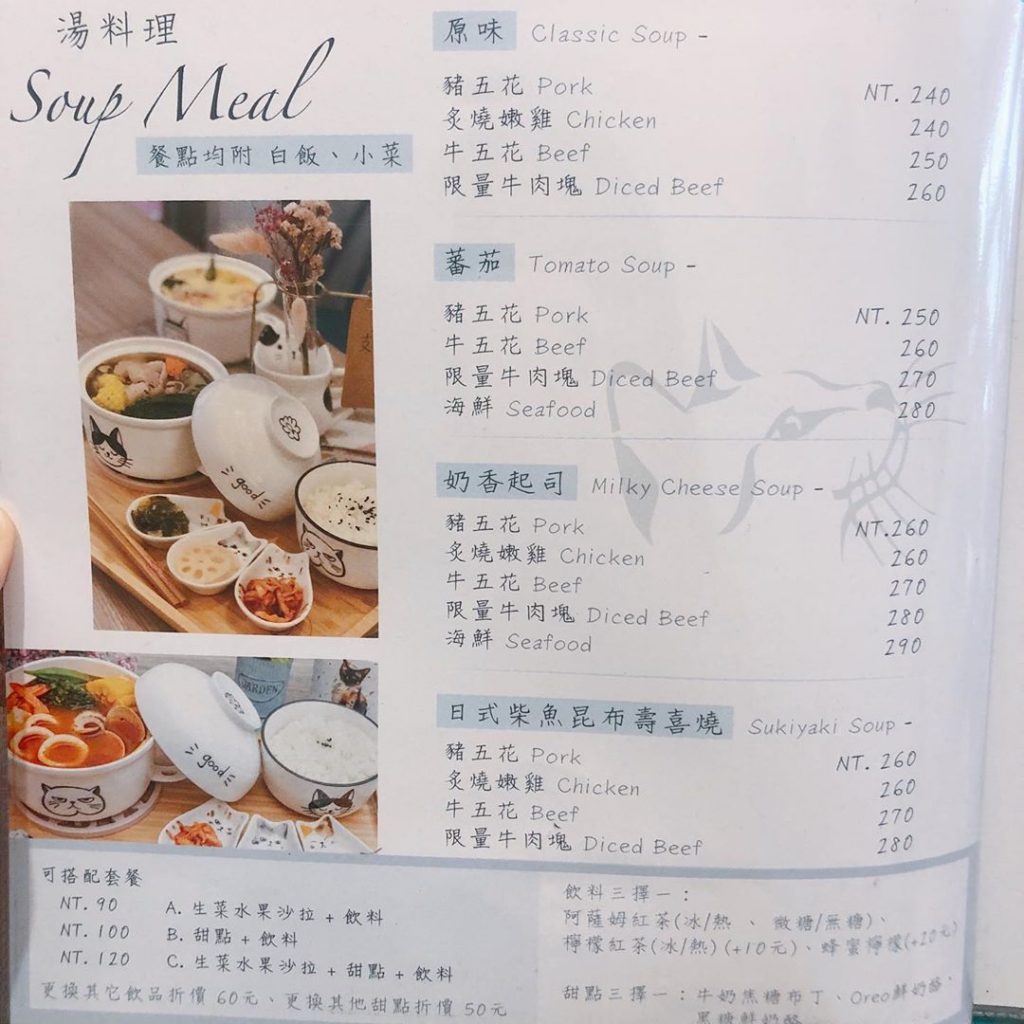 湯料理
Soup Meal
餐點均附 白飯、小菜
原味 Classic Soup -
豬五花 Pork NT. 240
炙燒嫩雞 Chicken 240
牛五花 Beef 250
限量牛肉塊 Diced Beef 260
蕃茄 Tomato Soup -
豬五花 Pork NT. 250
牛五花 Beef 260
限量牛肉塊 Diced Beef 270
海鮮 Seafood 280
奶香起司 Milky Cheese Soup -
豬五花 Pork NT.260
炙燒嫩雞 Chicken 260
牛五花 Beef 270
限量牛肉塊 Diced Beef 280
海鮮 Seafood 290
日式柴魚昆布壽喜燒 Sukiyaki Soup -
豬五花 Pork NT. 260
炙燒嫩雞 Chicken 260
牛五花 Beef 270
限量牛肉塊 Diced Beef 280
good
GARDEN
good
可搭配套餐
NT. 90 A. 生菜水果沙拉 + 飲料
NT. 100 B. 甜點 + 飲料
NT. 120 C. 生菜水果沙拉 + 甜點 + 飲料
更換其它飲品折價 60元、更換其他甜點折價 50元
飲料三擇一：
阿薩姆紅茶(冰/熱 、 微糖/無糖)、
檸檬紅茶(冰/熱) (+10元)、蜂蜜檸檬(+20元)
甜點三擇一：牛奶焦糖布丁、Oreo鮮奶酪、
黑糖鮮奶酪